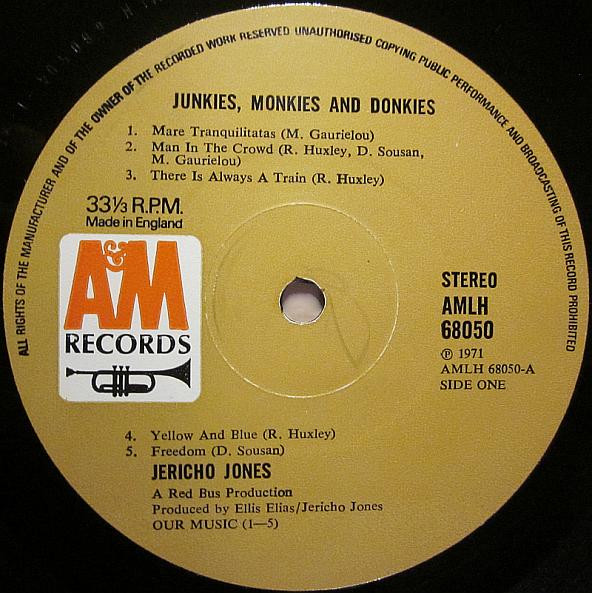 ALL RIGHTS OF THE MANUFACTURER AND OF THE OWNER OF THE RECORDED WORK RESERVED UNAUTHORISED COPYING PUBLIC PERFORMANCE AND BROADCASTING OF THIS RECORD PROHIBITED
JUNKIES, MONKIES AND DONKIES
1. Mare Tranquilitatas (M. Gaurielou)
2. Man In The Crowd (R. Huxley, D. Sousan,
M. Gaurielou)
3. There Is Always A Train (R. Huxley)
33⅓ R.P.M.
Made in England
A&M
RECORDS
STEREO
AMLH
68050
℗ 1971
AMLH 68050-A
SIDE ONE
4. Yellow And Blue (R. Huxley)
5. Freedom (D. Sousan)
JERICHO JONES
A Red Bus Production
Produced by Ellis Elias/Jericho Jones
OUR MUSIC (1—5)